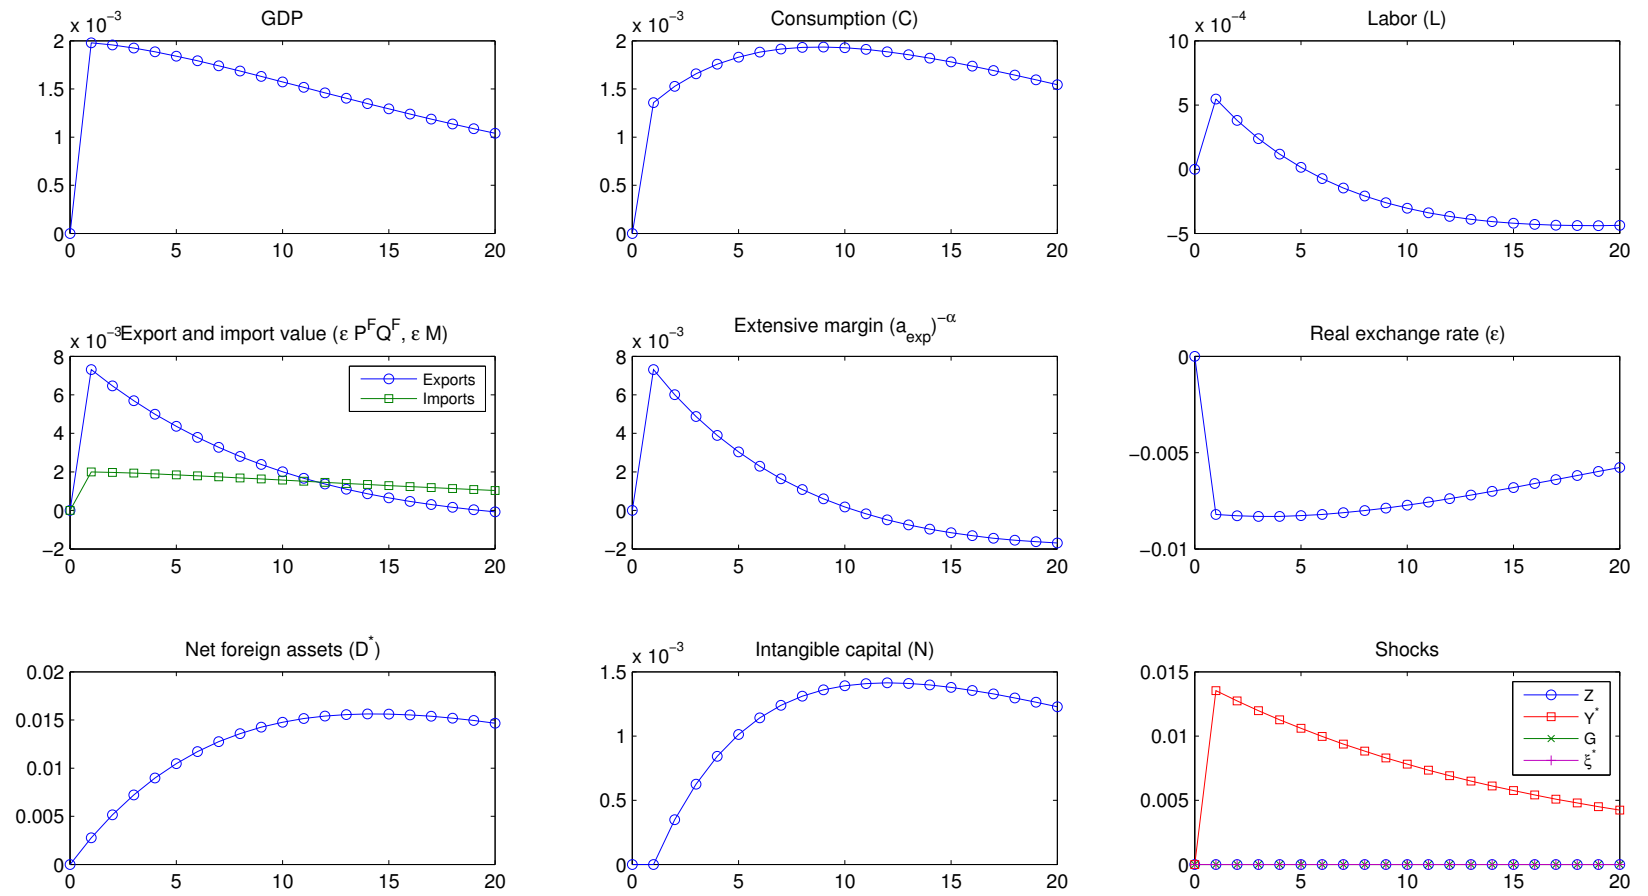 GDP
x 10⁻³
2
1.5
1
0.5
0
0 5 10 15 20
Consumption (C)
x 10⁻³
2
1.5
1
0.5
0
0 5 10 15 20
Labor (L)
x 10⁻⁴
10
5
0
−5
0 5 10 15 20
x 10⁻³ Export and import value (ε P^F Q^F, ε M)
8
6
4
2
0
−2
0 5 10 15 20
Exports
Imports
Extensive margin (a_exp)^−α
x 10⁻³
8
6
4
2
0
−2
0 5 10 15 20
Real exchange rate (ε)
0
−0.005
−0.01
0 5 10 15 20
Net foreign assets (D*)
0.02
0.015
0.01
0.005
0
0 5 10 15 20
Intangible capital (N)
x 10⁻³
1.5
1
0.5
0
0 5 10 15 20
Shocks
0.015
0.01
0.005
0
0 5 10 15 20
Z
Y*
G
ξ*